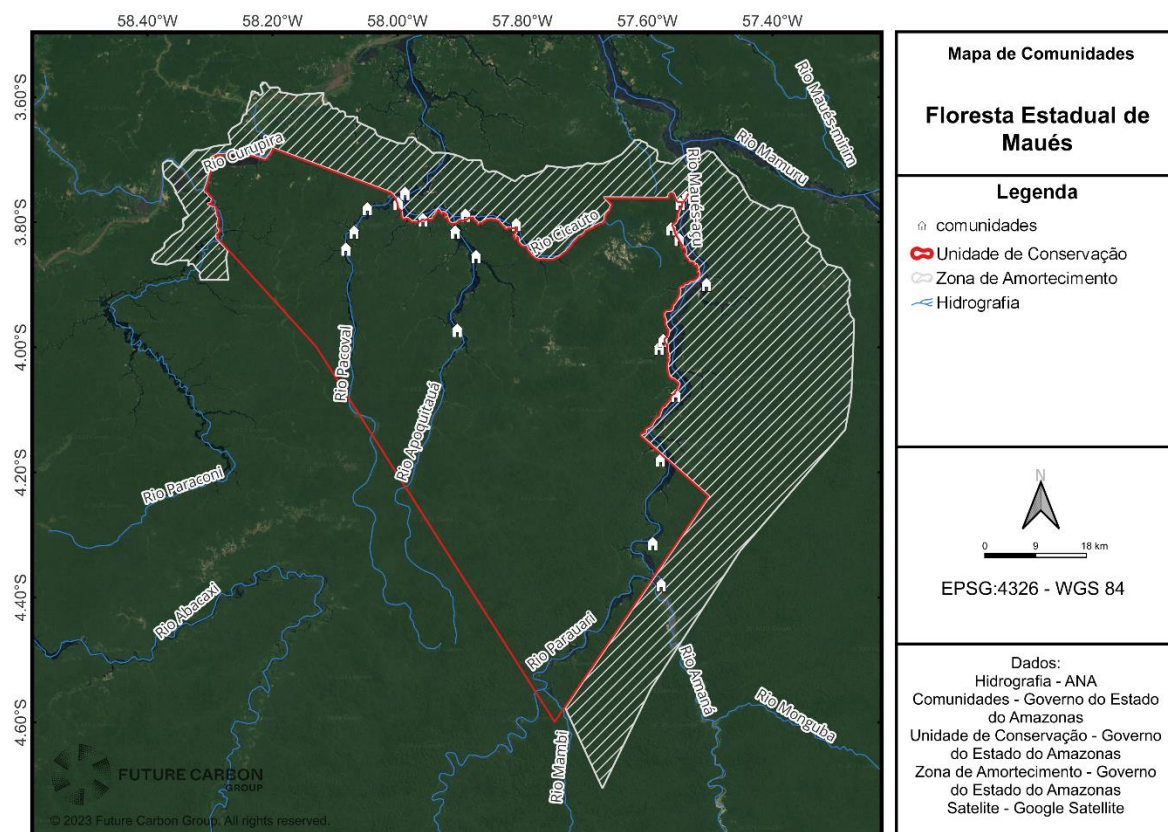 58.40°W 58.20°W 58.00°W 57.80°W 57.60°W 57.40°W
3.60°S
3.80°S
4.00°S
4.20°S
4.40°S
4.60°S
Rio Curupira
Rio Cicauto
Rio Maués-açu
Rio Mamuru
Rio Maués-mirim
Rio Pacoval
Rio Apoquitauá
Rio Paraconi
Rio Abacaxi
Rio Parauari
Rio Amaná
Rio Monguba
Rio Mambi
FUTURE CARBON
GROUP
© 2023 Future Carbon Group. All rights reserved.
Mapa de Comunidades
Floresta Estadual de
Maués
Legenda
comunidades
Unidade de Conservação
Zona de Amortecimento
Hidrografia
N
0 9 18 km
EPSG:4326 - WGS 84
Dados:
Hidrografia - ANA
Comunidades - Governo do Estado
do Amazonas
Unidade de Conservação - Governo
do Estado do Amazonas
Zona de Amortecimento - Governo
do Estado do Amazonas
Satelite - Google Satellite